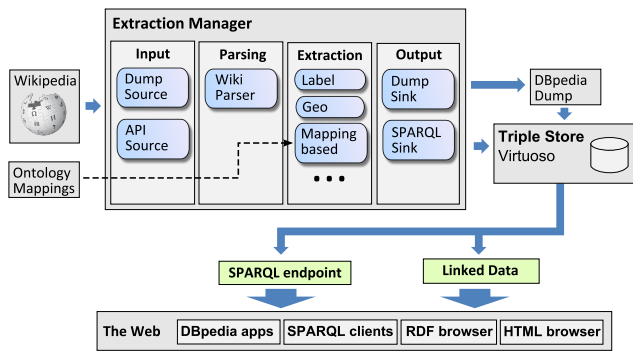 Extraction Manager
Input
Parsing
Extraction
Output
Wikipedia
Dump
Source
API
Source
Wiki
Parser
Label
Geo
Mapping
based
Dump
Sink
SPARQL
Sink
Ontology
Mappings
DBpedia
Dump
Triple Store
Virtuoso
SPARQL endpoint
Linked Data
The Web
DBpedia apps
SPARQL clients
RDF browser
HTML browser